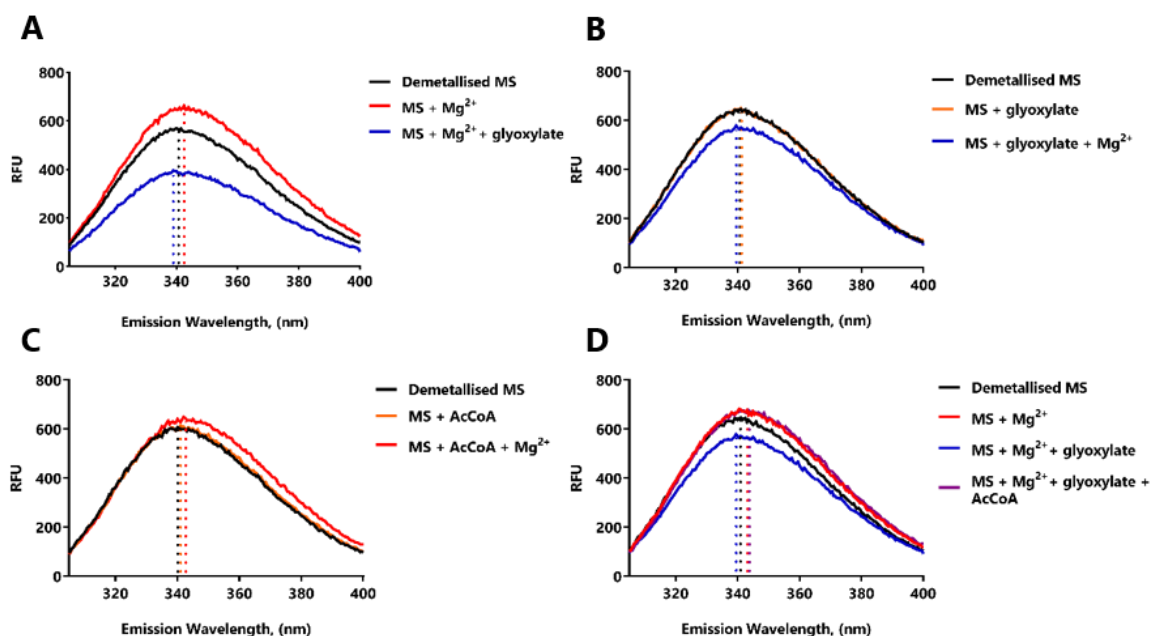 A
800
600
400
200
0
RFU
320 340 360 380 400
Emission Wavelength, (nm)
Demetallised MS
MS + Mg²⁺
MS + Mg²⁺ + glyoxylate
B
800
600
400
200
0
RFU
320 340 360 380 400
Emission Wavelength, (nm)
Demetallised MS
MS + glyoxylate
MS + glyoxylate + Mg²⁺
C
800
600
400
200
0
RFU
320 340 360 380 400
Emission Wavelength, (nm)
Demetallised MS
MS + AcCoA
MS + AcCoA + Mg²⁺
D
800
600
400
200
0
RFU
320 340 360 380 400
Emission Wavelength, (nm)
Demetallised MS
MS + Mg²⁺
MS + Mg²⁺ + glyoxylate
MS + Mg²⁺ + glyoxylate +
AcCoA